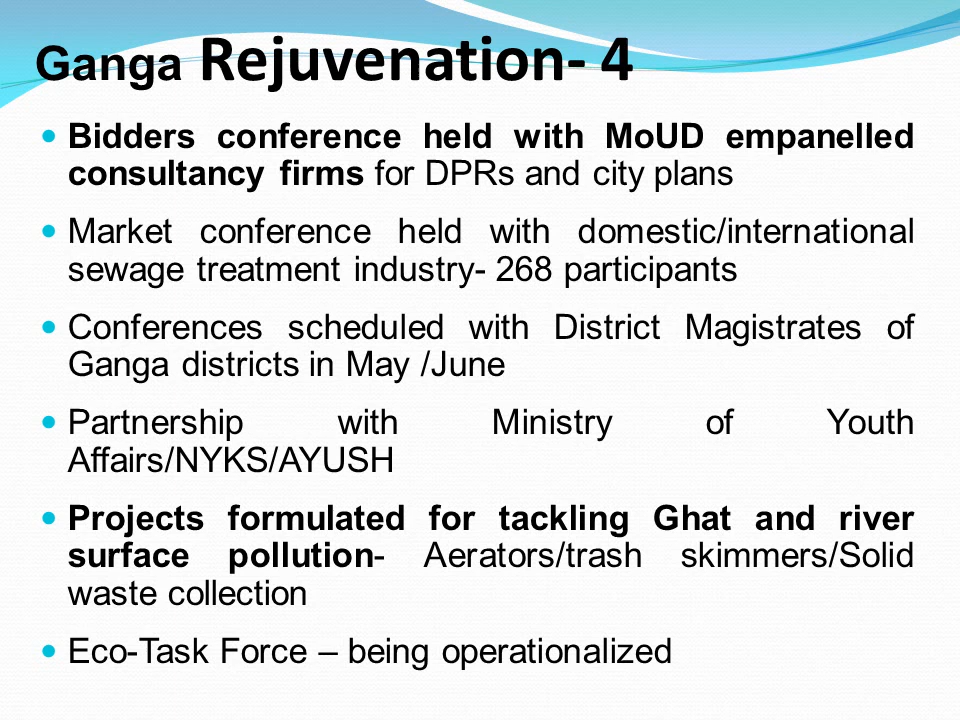 Ganga Rejuvenation- 4
• Bidders conference held with MoUD empanelled
consultancy firms for DPRs and city plans
• Market conference held with domestic/international
sewage treatment industry- 268 participants
• Conferences scheduled with District Magistrates of
Ganga districts in May /June
• Partnership with Ministry of Youth
Affairs/NYKS/AYUSH
• Projects formulated for tackling Ghat and river
surface pollution- Aerators/trash skimmers/Solid
waste collection
• Eco-Task Force – being operationalized